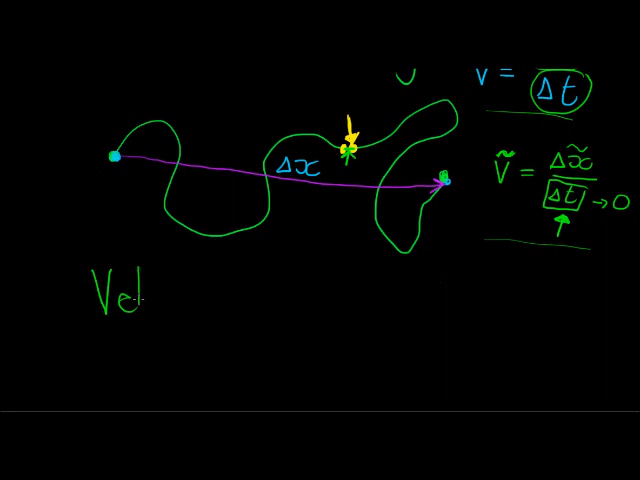 v = Δt
Δx
Ṽ = Δx̃
Δt → 0
Vel